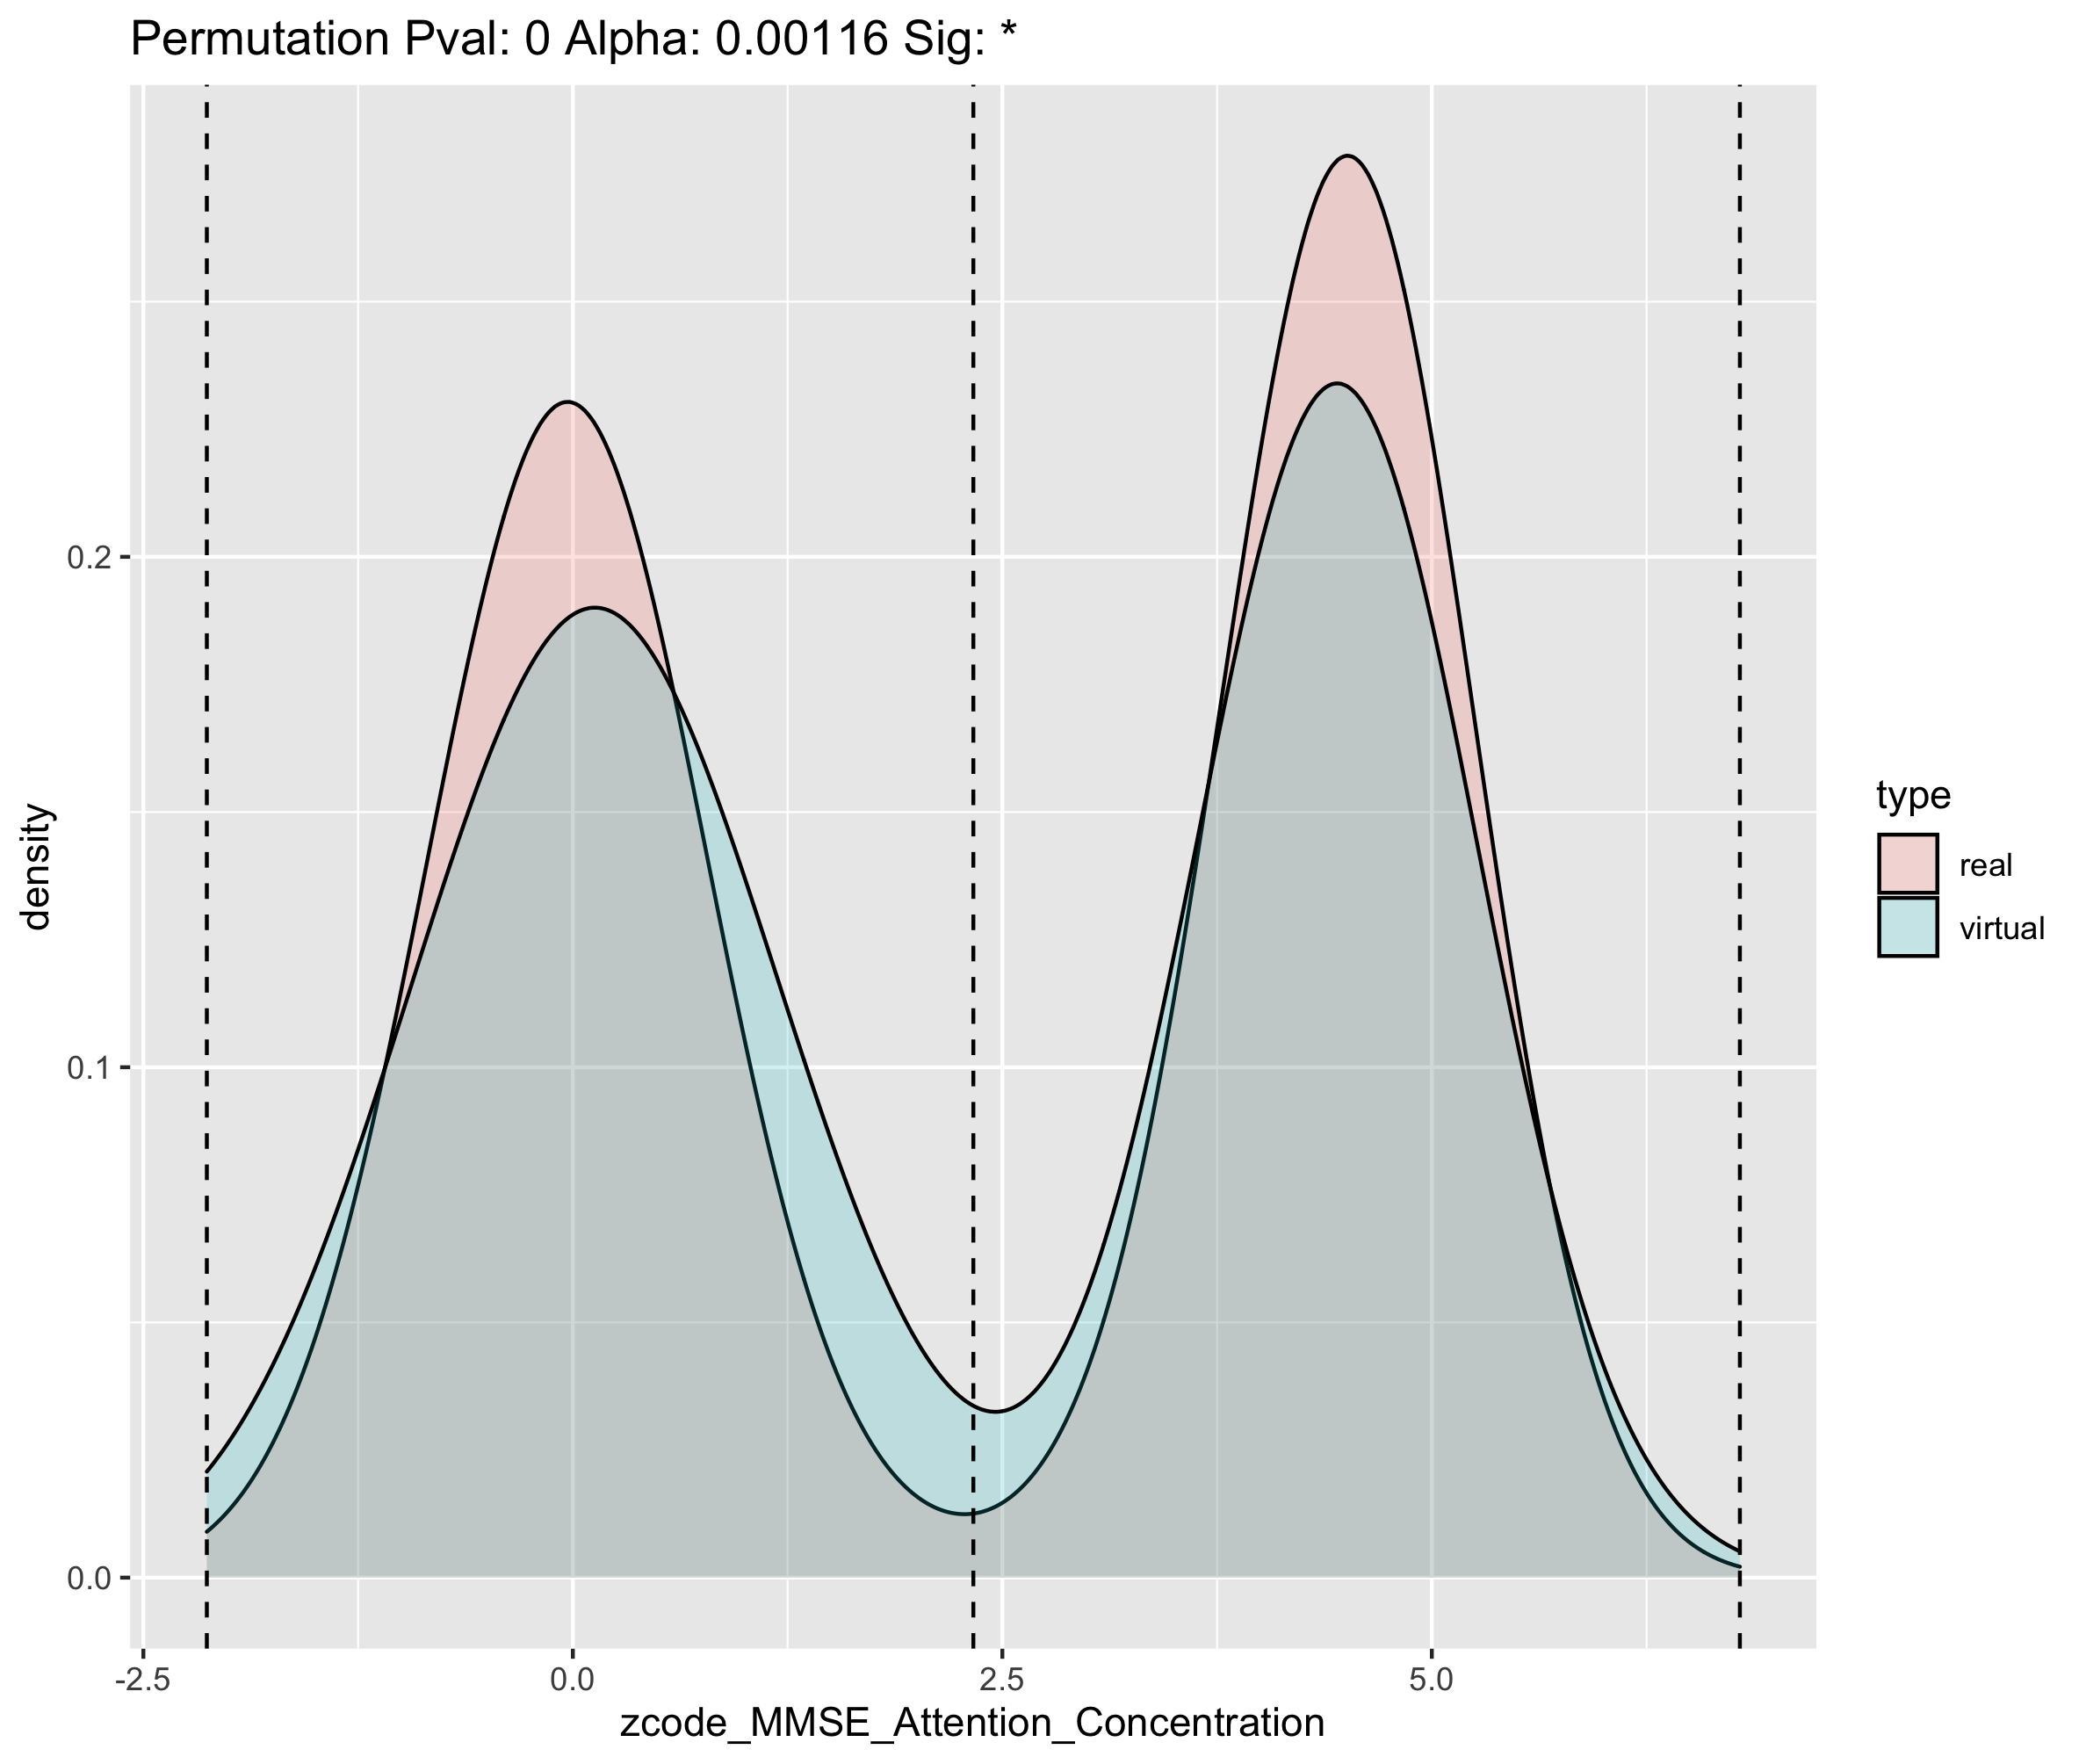 Permutation Pval: 0 Alpha: 0.00116 Sig: *
density
0.2
0.1
0.0
-2.5 0.0 2.5 5.0
zcode_MMSE_Attention_Concentration
type
real
virtual